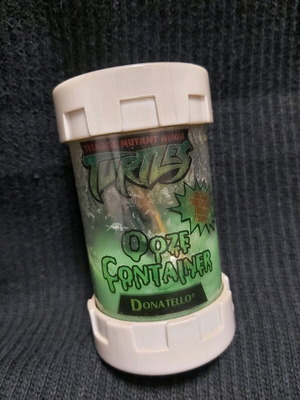 TEENAGE MUTANT NINJA
TURTLES
OOZE
CONTAINER
DONATELLO®